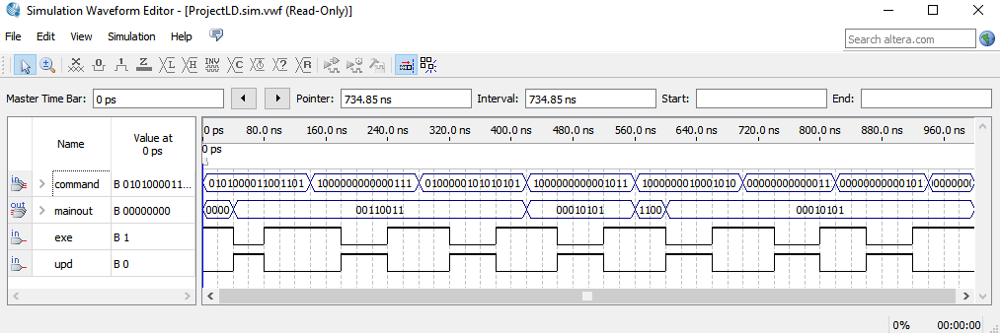 Simulation Waveform Editor - [ProjectLD.sim.vwf (Read-Only)]
File Edit View Simulation Help
Search altera.com
Master Time Bar: 0 ps Pointer: 734.85 ns Interval: 734.85 ns Start: End:
Name Value at 0 ps
0 ps 80.0 ns 160.0 ns 240.0 ns 320.0 ns 400.0 ns 480.0 ns 560.0 ns 640.0 ns 720.0 ns 800.0 ns 880.0 ns 960.0 ns
0 ps
command B 0101000011... 0101000011001101 1000000000000111 0100000101010101 1000000000001011 1000000010001010 0000000000000011 0000000000000101 0000000
mainout B 00000000 0000 00110011 00010101 1100 00010101
exe B 1
upd B 0
0% 00:00:00